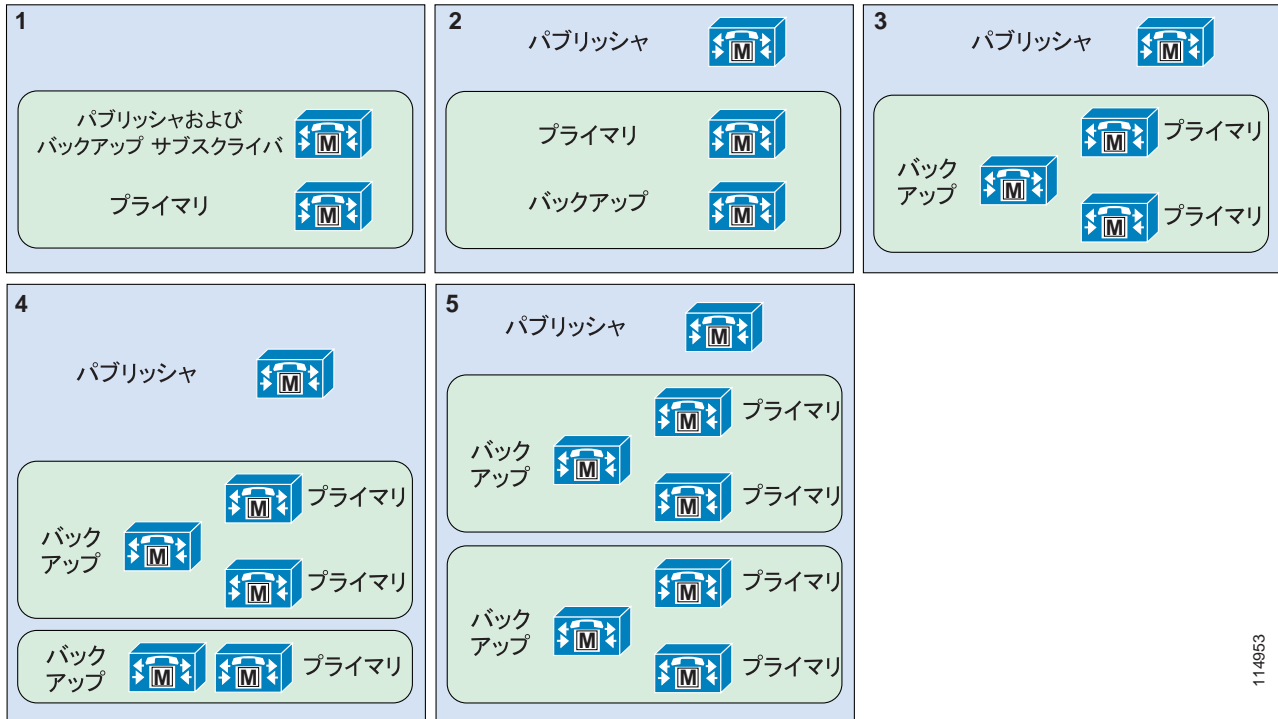 1
パブリッシャおよび
バックアップ サブスクライバ
M
プライマリ
M
2
パブリッシャ
M
プライマリ
M
バックアップ
M
3
パブリッシャ
M
バック
アップ
M
M
プライマリ
M
プライマリ
4
パブリッシャ
M
バック
アップ
M
M
プライマリ
M
プライマリ
バック
アップ
M
M
プライマリ
5
パブリッシャ
M
バック
アップ
M
M
プライマリ
M
プライマリ
バック
アップ
M
M
プライマリ
M
プライマリ
114953